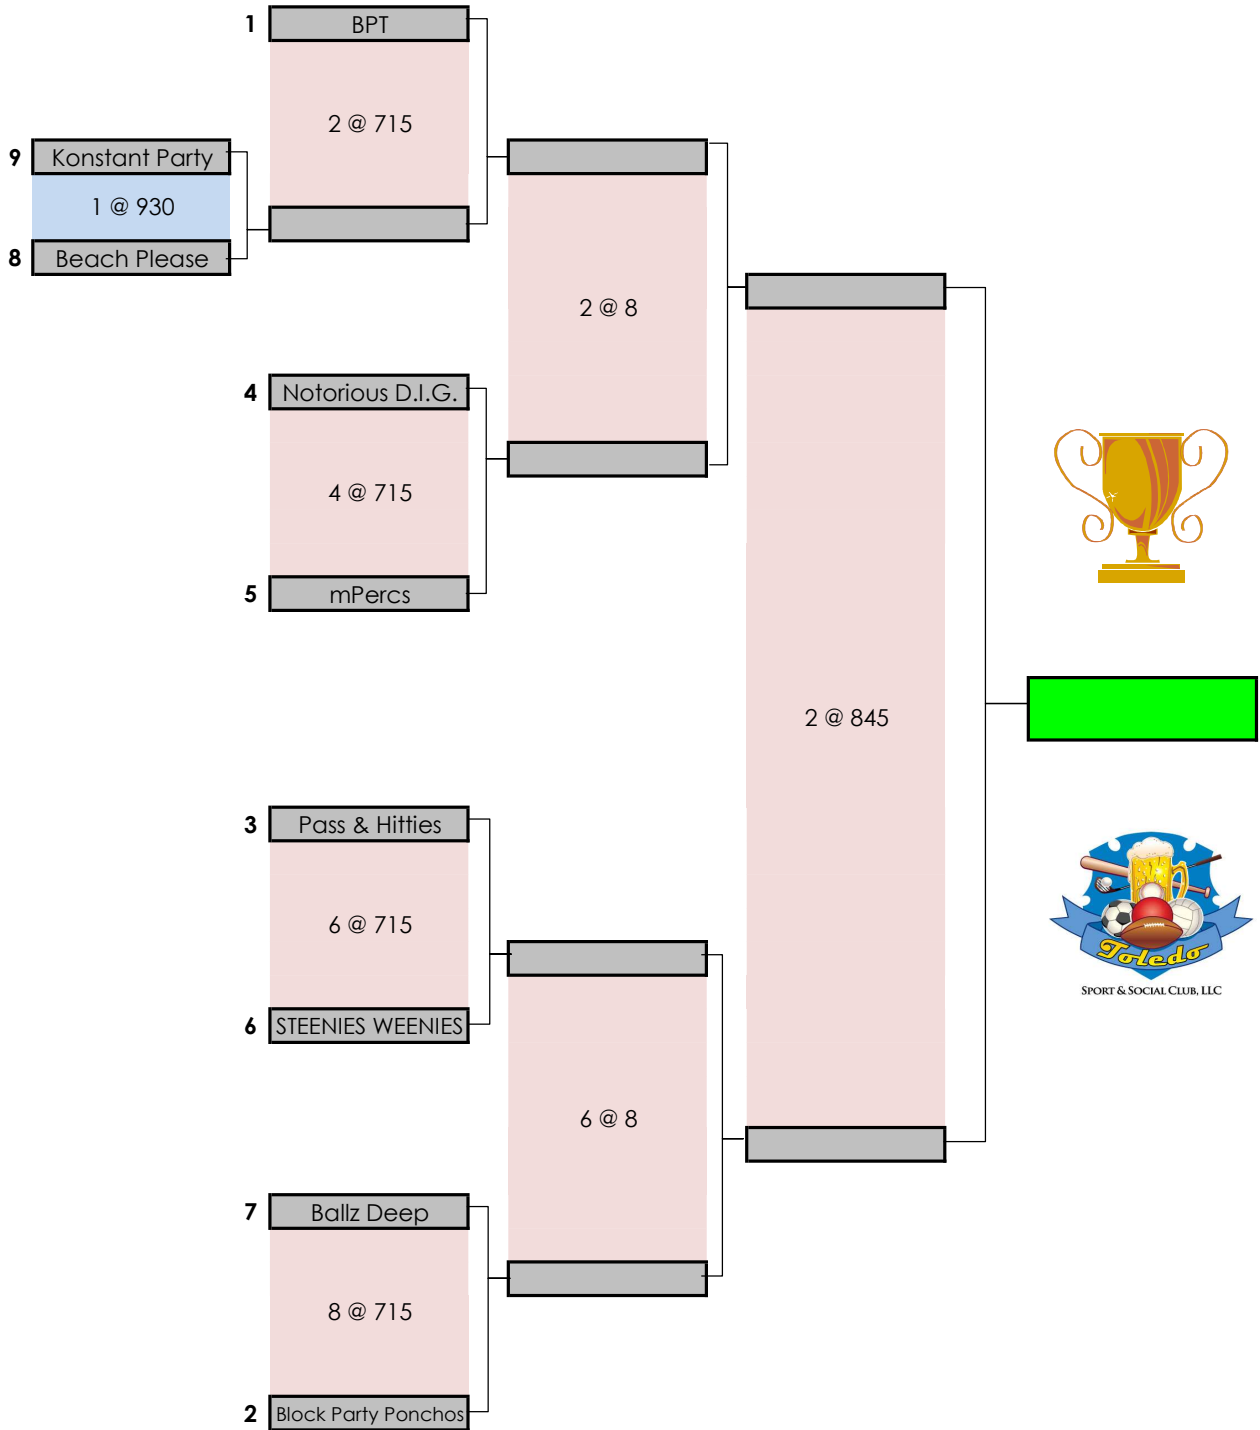 1 BPT
2 @ 715
9 Konstant Party
1 @ 930
8 Beach Please
2 @ 8
4 Notorious D.I.G.
4 @ 715
5 mPercs
2 @ 845
3 Pass & Hitties
6 @ 715
6 STEENIES WEENIES
6 @ 8
7 Ballz Deep
8 @ 715
2 Block Party Ponchos
Toledo
SPORT & SOCIAL CLUB, LLC